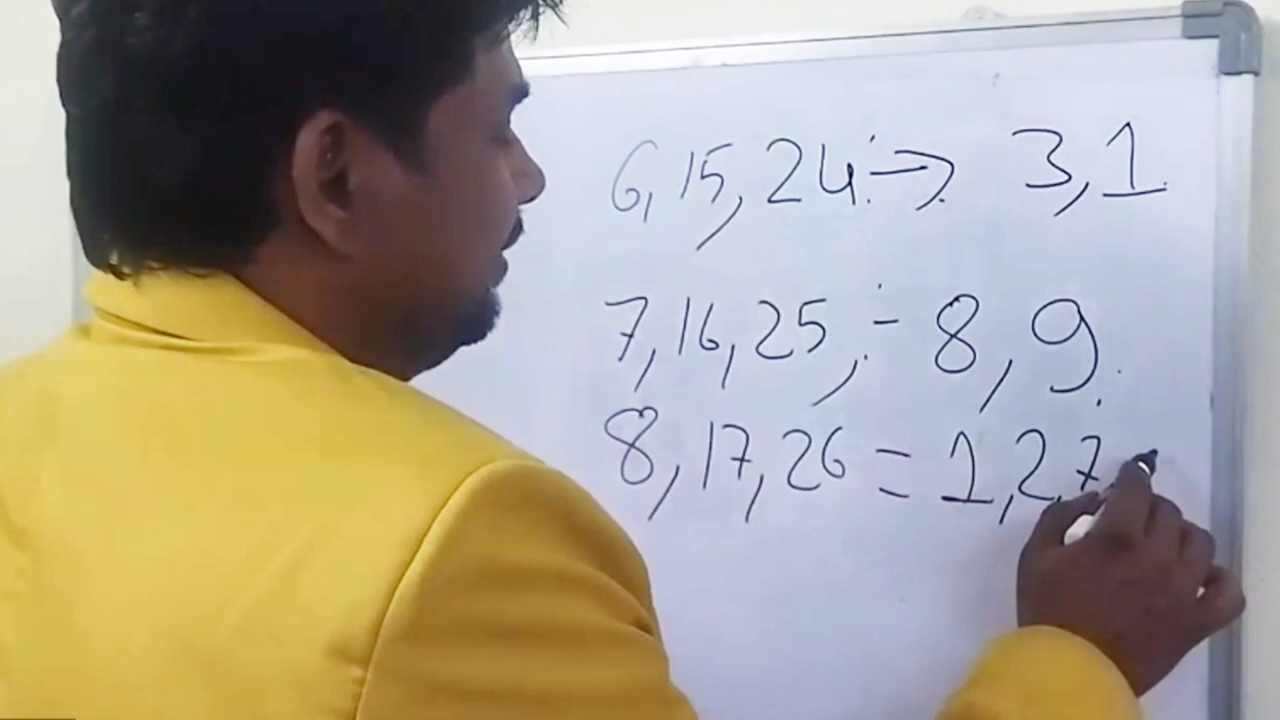 6, 15, 24 :→ 3, 1
7, 16, 25, :- 8, 9.
8, 17, 26 = 1, 2, 7